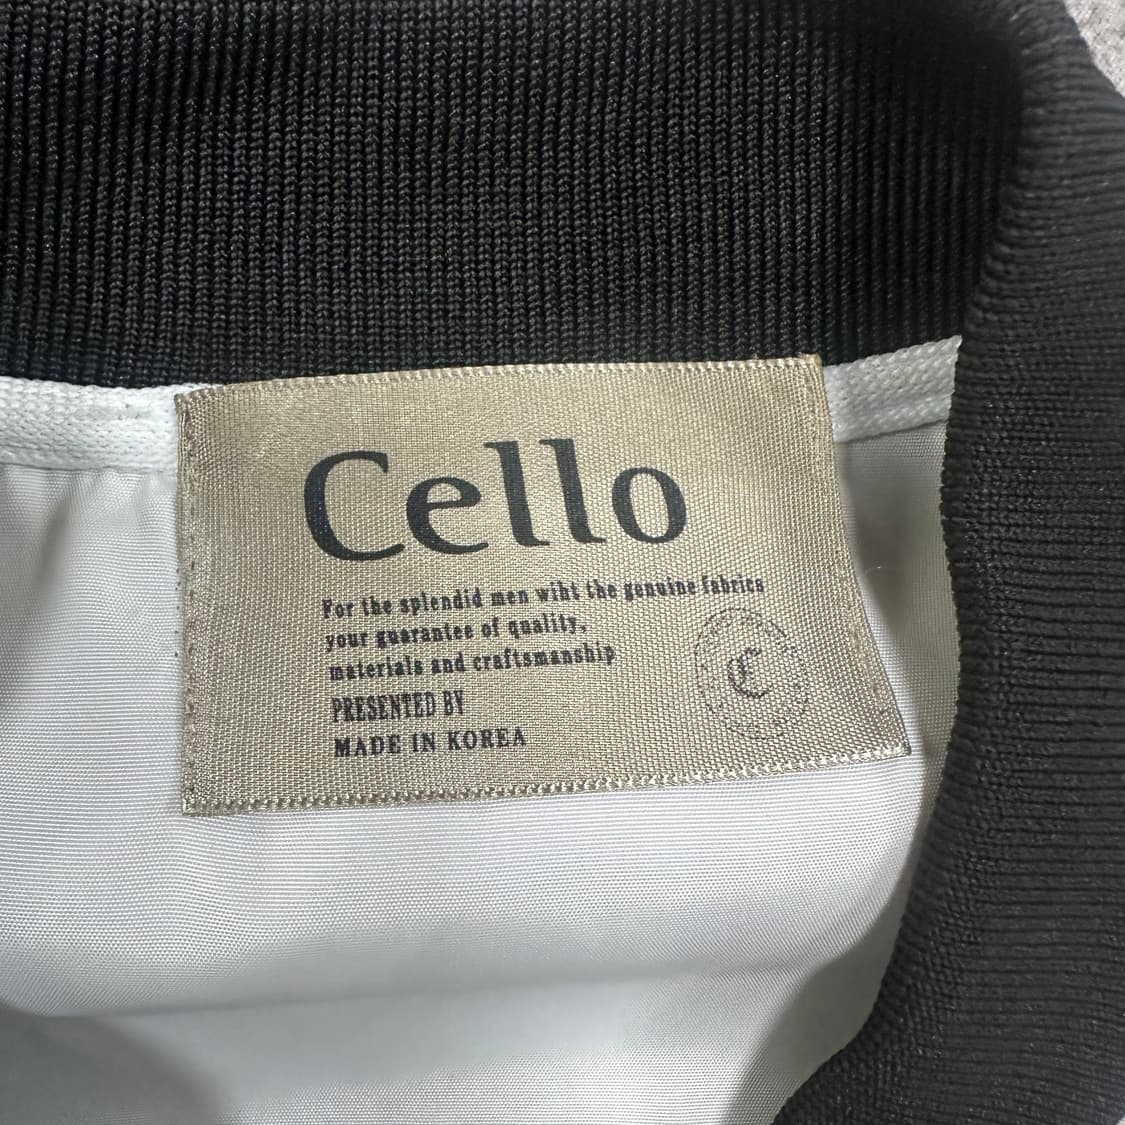 Cello
For the splendid men wiht the genuine fabrics
your guarantee of quality,
materials and craftsmanship
PRESENTED BY
MADE IN KOREA
C